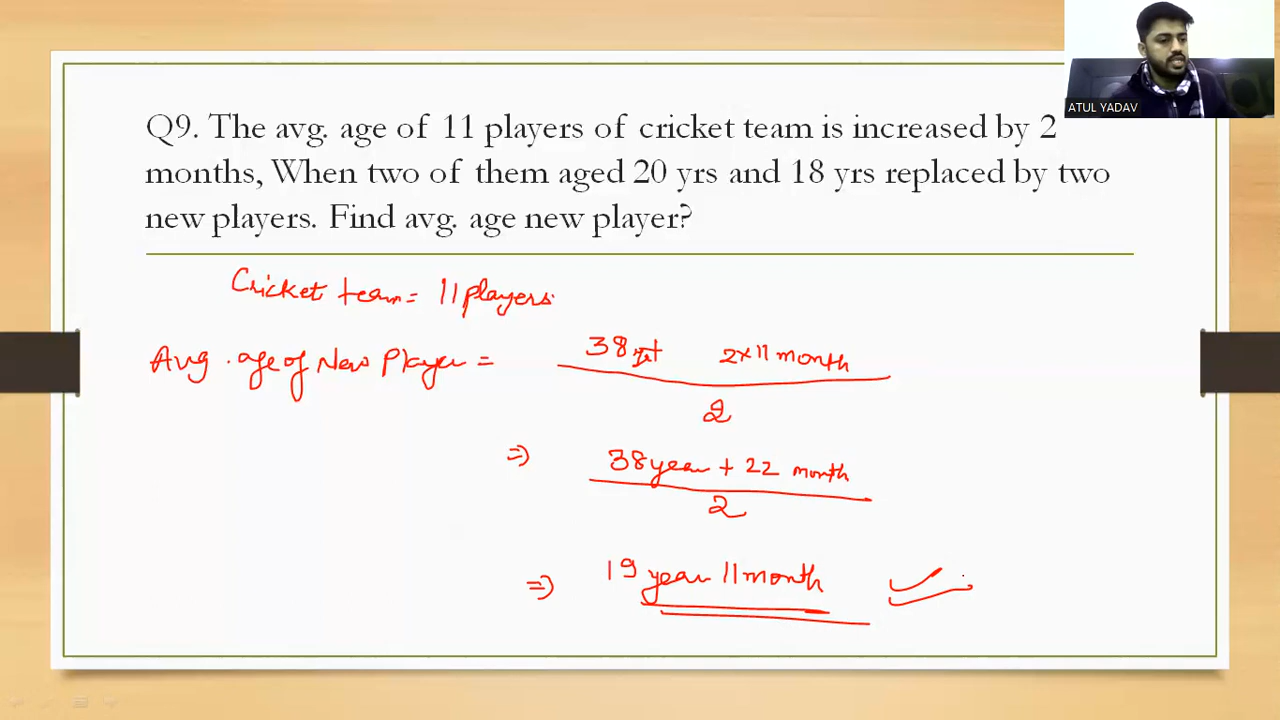 ATUL YADAV
Q9. The avg. age of 11 players of cricket team is increased by 2
months, When two of them aged 20 yrs and 18 yrs replaced by two
new players. Find avg. age new player?
Cricket team = 11 players.
Avg. age of New Player =
38 2x11 month
2
=> 38 year + 22 month
2
=> 19 year 11 month